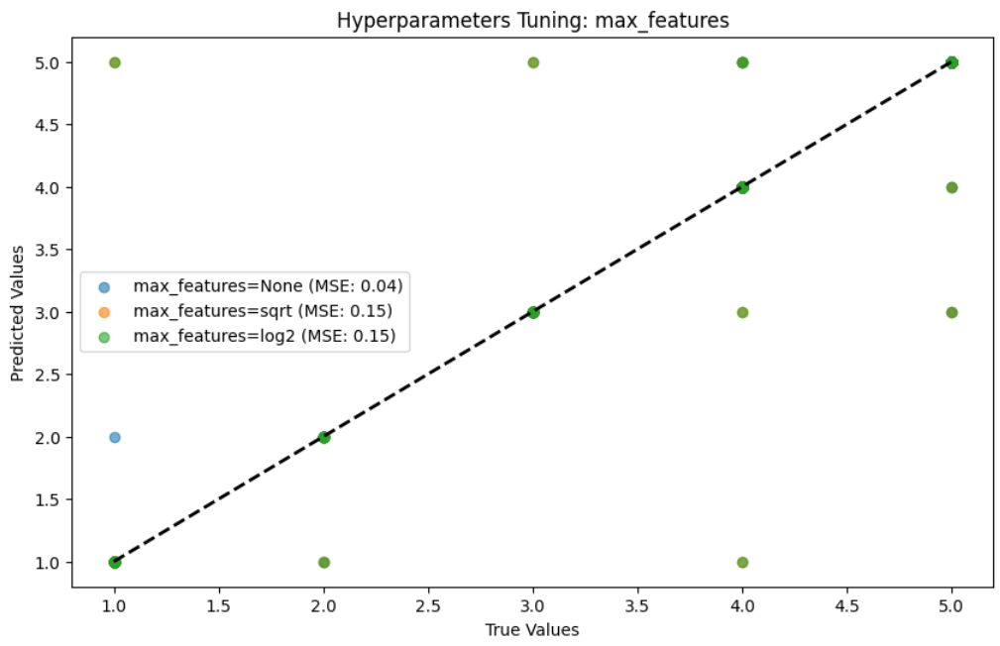 Hyperparameters Tuning: max_features
5.0
4.5
4.0
3.5
3.0
2.5
2.0
1.5
1.0
Predicted Values
max_features=None (MSE: 0.04)
max_features=sqrt (MSE: 0.15)
max_features=log2 (MSE: 0.15)
1.0 1.5 2.0 2.5 3.0 3.5 4.0 4.5 5.0
True Values